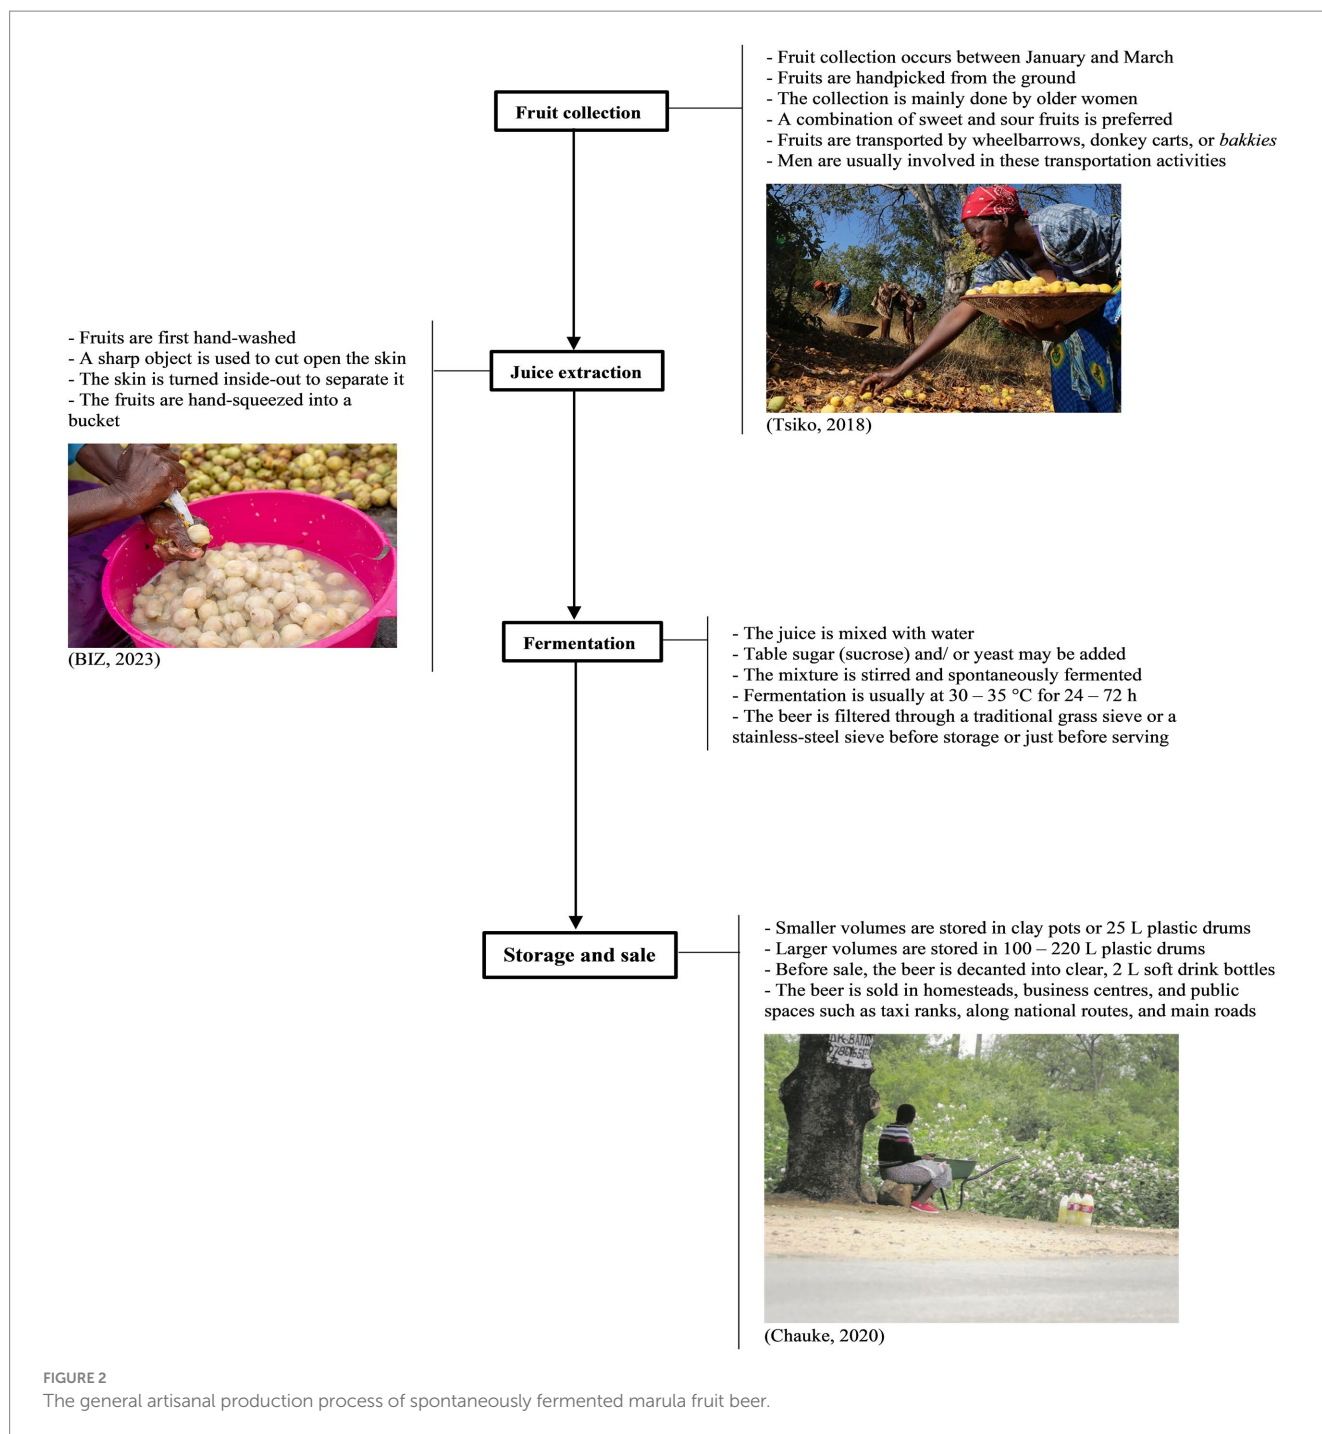 Fruit collection
- Fruit collection occurs between January and March
- Fruits are handpicked from the ground
- The collection is mainly done by older women
- A combination of sweet and sour fruits is preferred
- Fruits are transported by wheelbarrows, donkey carts, or bakkies
- Men are usually involved in these transportation activities
(Tsiko, 2018)
Juice extraction
- Fruits are first hand-washed
- A sharp object is used to cut open the skin
- The skin is turned inside-out to separate it
- The fruits are hand-squeezed into a
bucket
(BIZ, 2023)
Fermentation
- The juice is mixed with water
- Table sugar (sucrose) and/ or yeast may be added
- The mixture is stirred and spontaneously fermented
- Fermentation is usually at 30 – 35 °C for 24 – 72 h
- The beer is filtered through a traditional grass sieve or a
stainless-steel sieve before storage or just before serving
Storage and sale
- Smaller volumes are stored in clay pots or 25 L plastic drums
- Larger volumes are stored in 100 – 220 L plastic drums
- Before sale, the beer is decanted into clear, 2 L soft drink bottles
- The beer is sold in homesteads, business centres, and public
spaces such as taxi ranks, along national routes, and main roads
(Chauke, 2020)
FIGURE 2
The general artisanal production process of spontaneously fermented marula fruit beer.